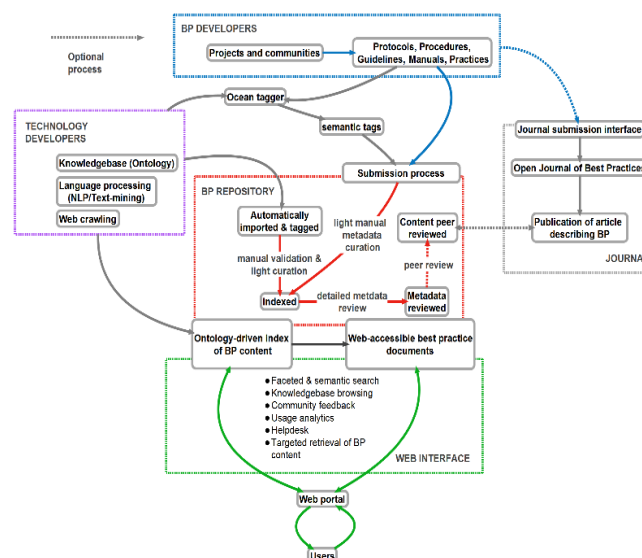 BP DEVELOPERS
Optional
process
Projects and communities
Protocols, Procedures,
Guidelines, Manuals, Practices
Ocean tagger
semantic tags
TECHNOLOGY
DEVELOPERS
Knowledgebase (Ontology)
Language processing
(NLP/Text-mining)
Web crawling
Journal submission interface
Open Journal of Best Practices
Publication of article
describing BP
JOURNA
Submission process
BP REPOSITORY
Automatically
imported & tagged
light manual
metadata
curation
Content peer
reviewed
manual validation &
light curation
peer review
Indexed
detailed metdata
review
Metadata
reviewed
Ontology-driven index
of BP content
Web-accessible best practice
documents
● Faceted & semantic search
● Knowledgebase browsing
● Community feedback
● Usage analytics
● Helpdesk
● Targeted retrieval of BP
content
WEB INTERFACE
Web portal
Users